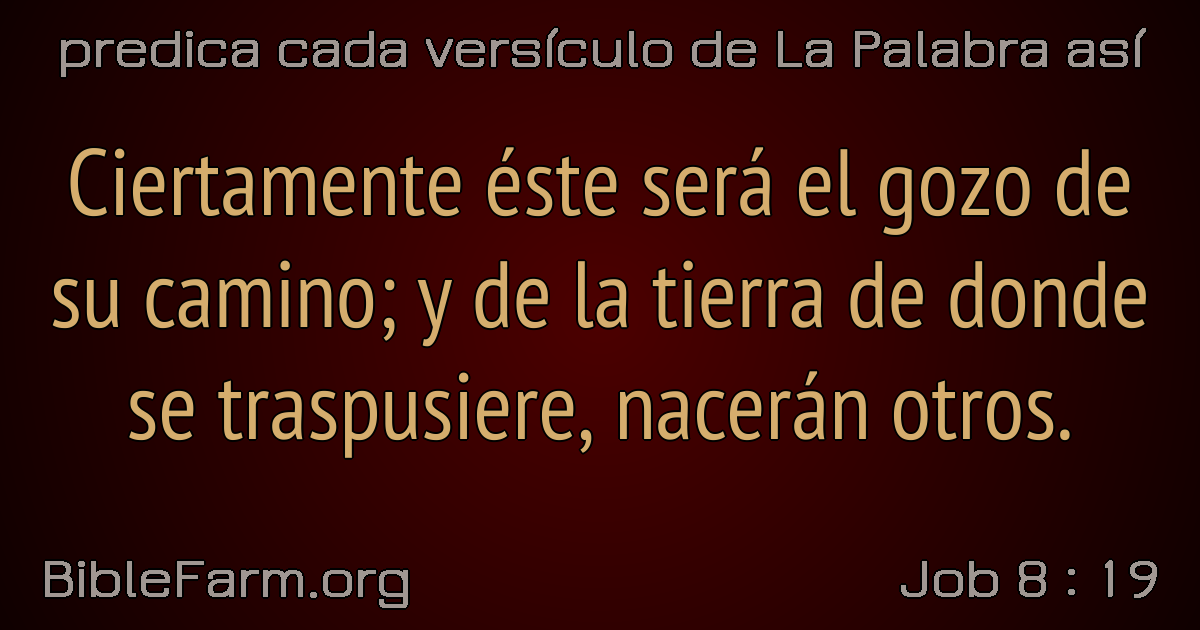 predica cada versículo de La Palabra así
Ciertamente éste será el gozo de
su camino; y de la tierra de donde
se traspusiere, nacerán otros.
BibleFarm.org
Job 8 : 19